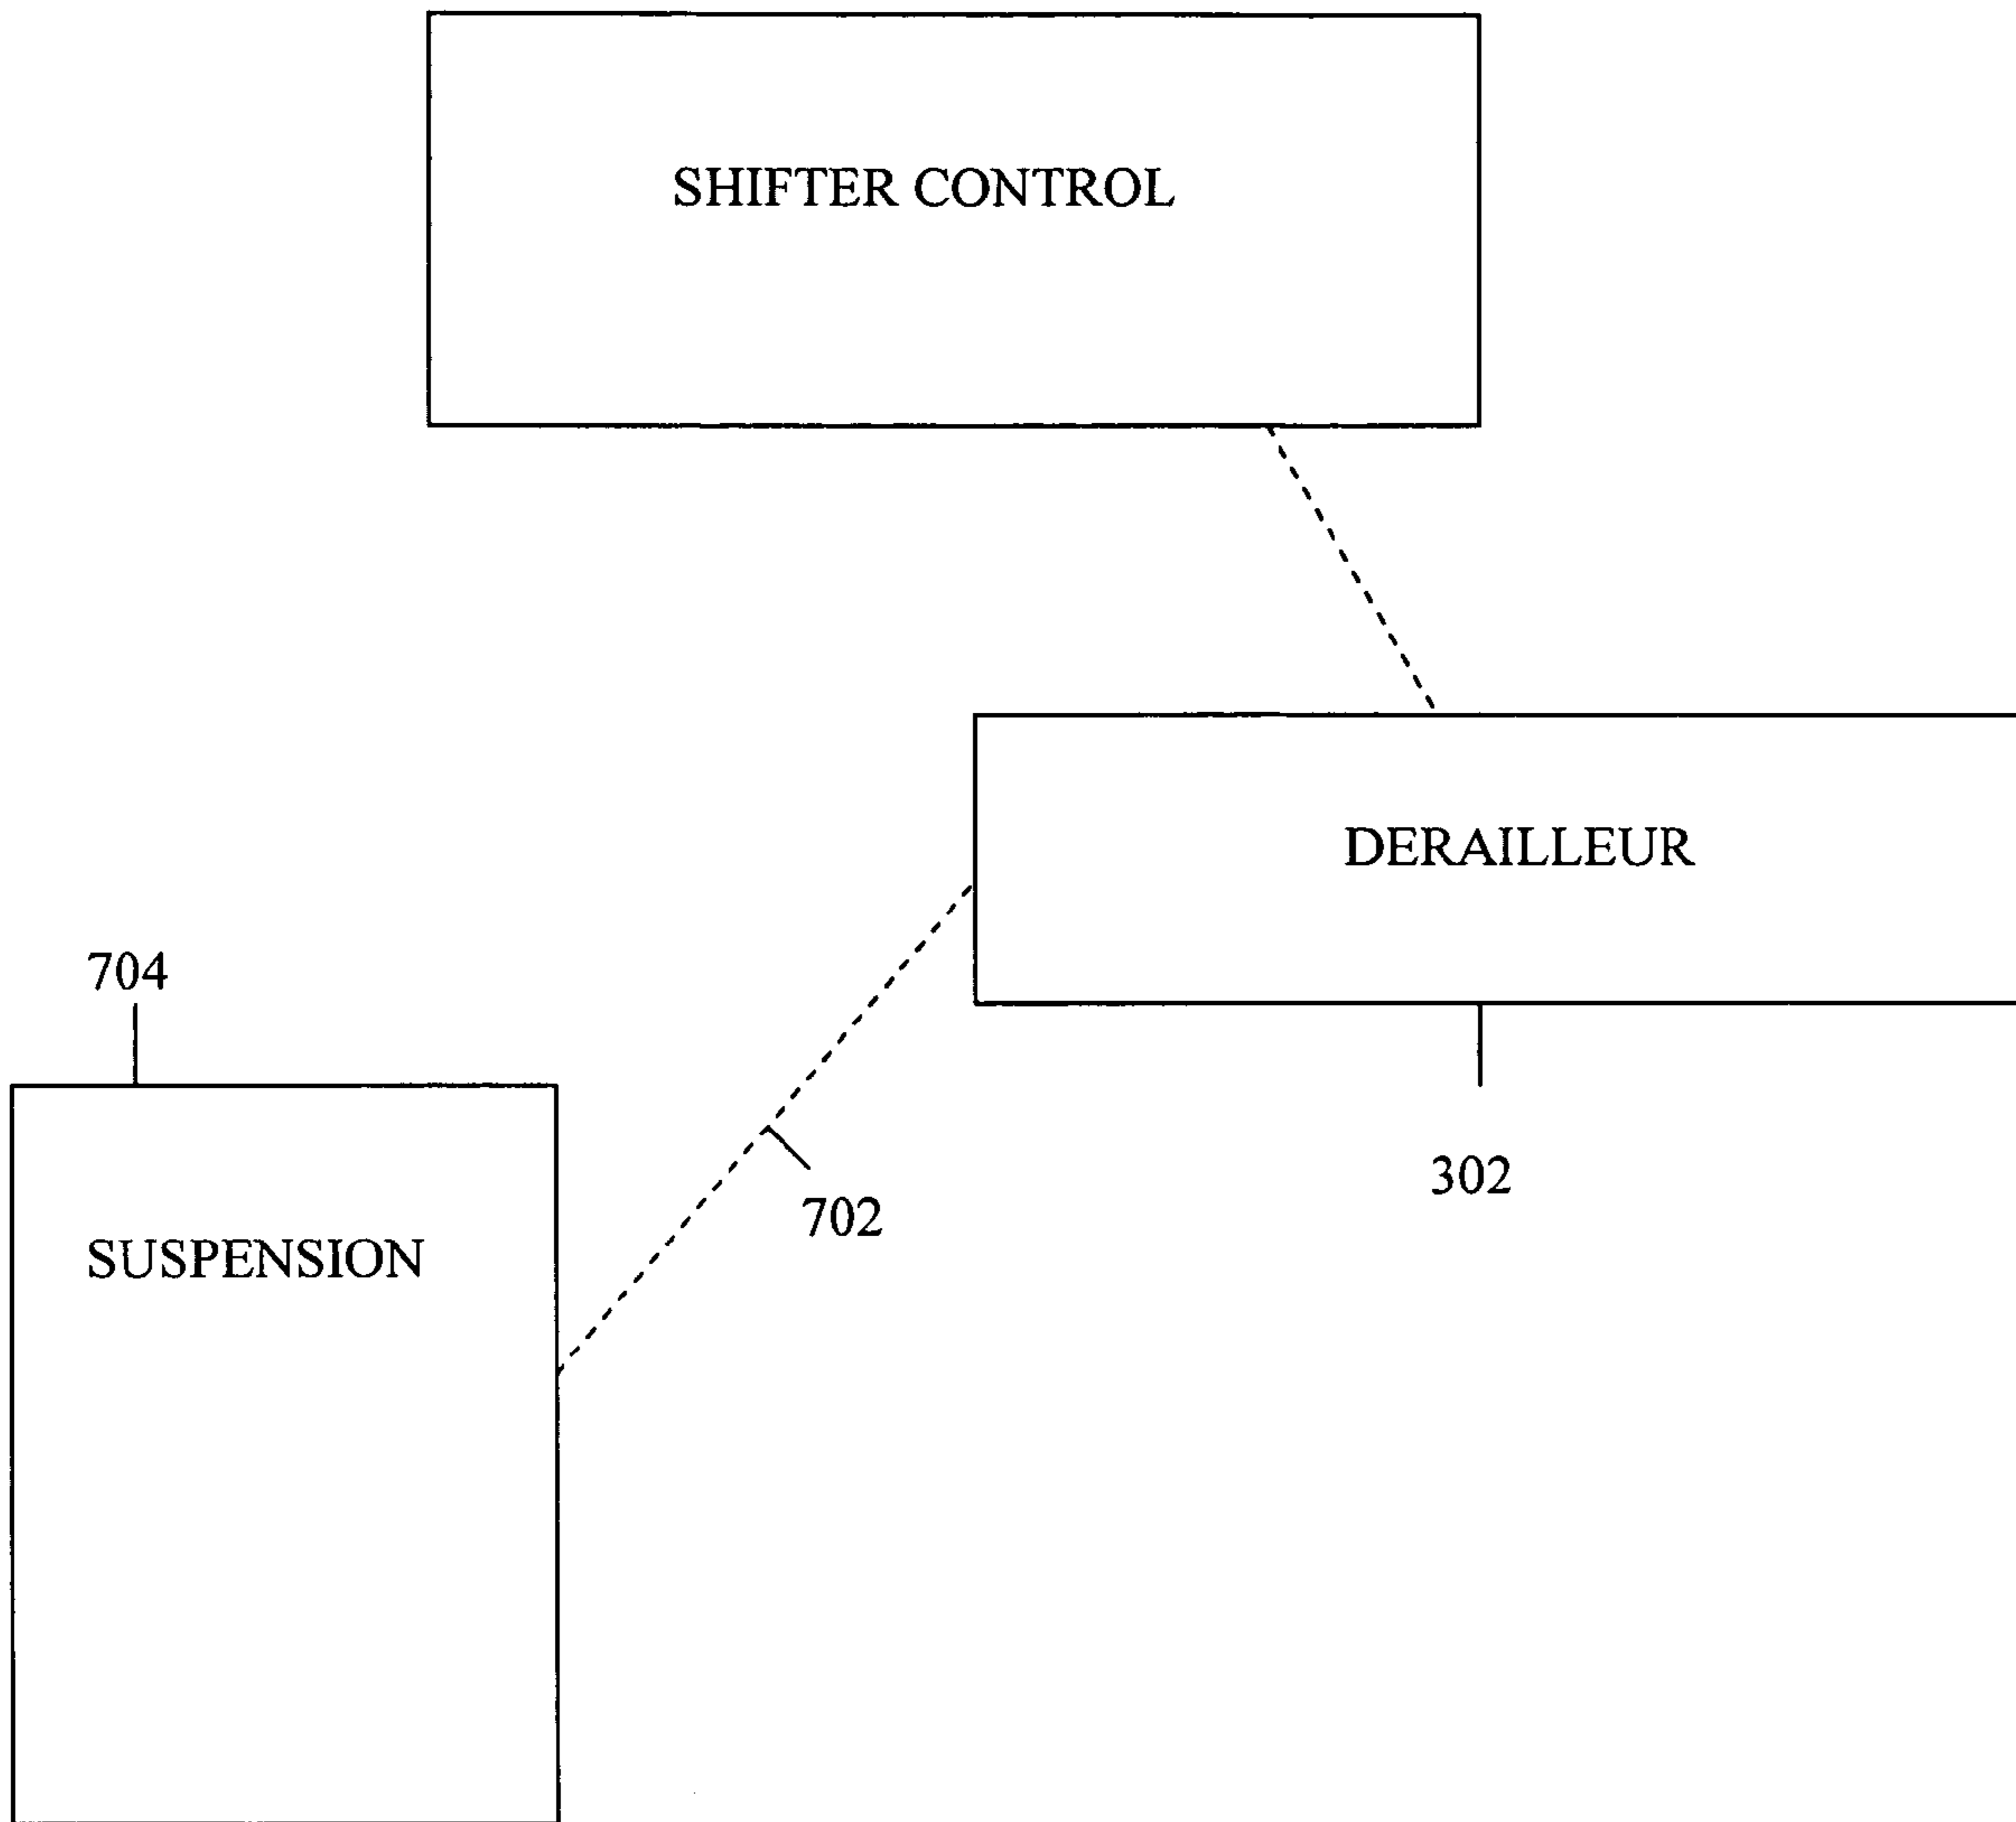 SHIFTER CONTROL
DERAILLEUR
704
302
702
SUSPENSION